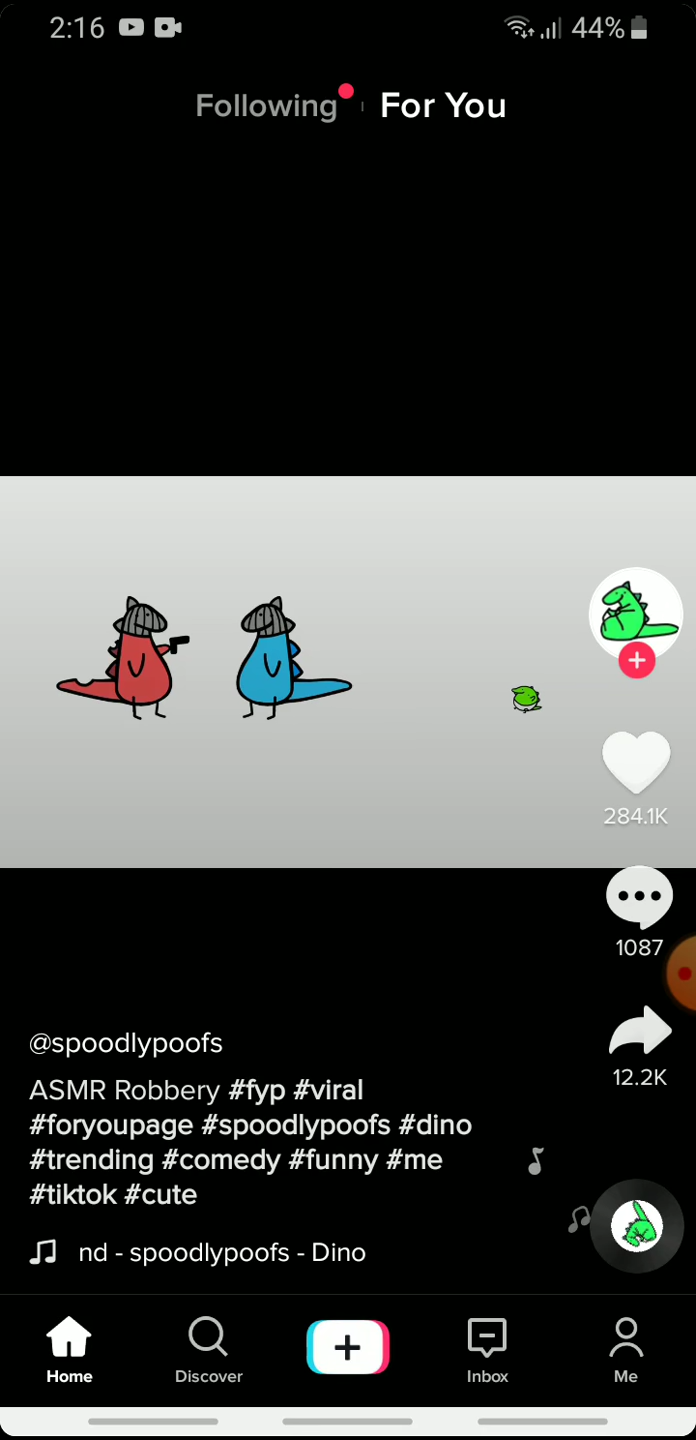 2:16
44%
Following
For You
284.1K
1087
12.2K
@spoodlypoofs
ASMR Robbery #fyp #viral
#foryoupage #spoodlypoofs #dino
#trending #comedy #funny #me
#tiktok #cute
nd - spoodlypoofs - Dino
Home
Discover
Inbox
Me